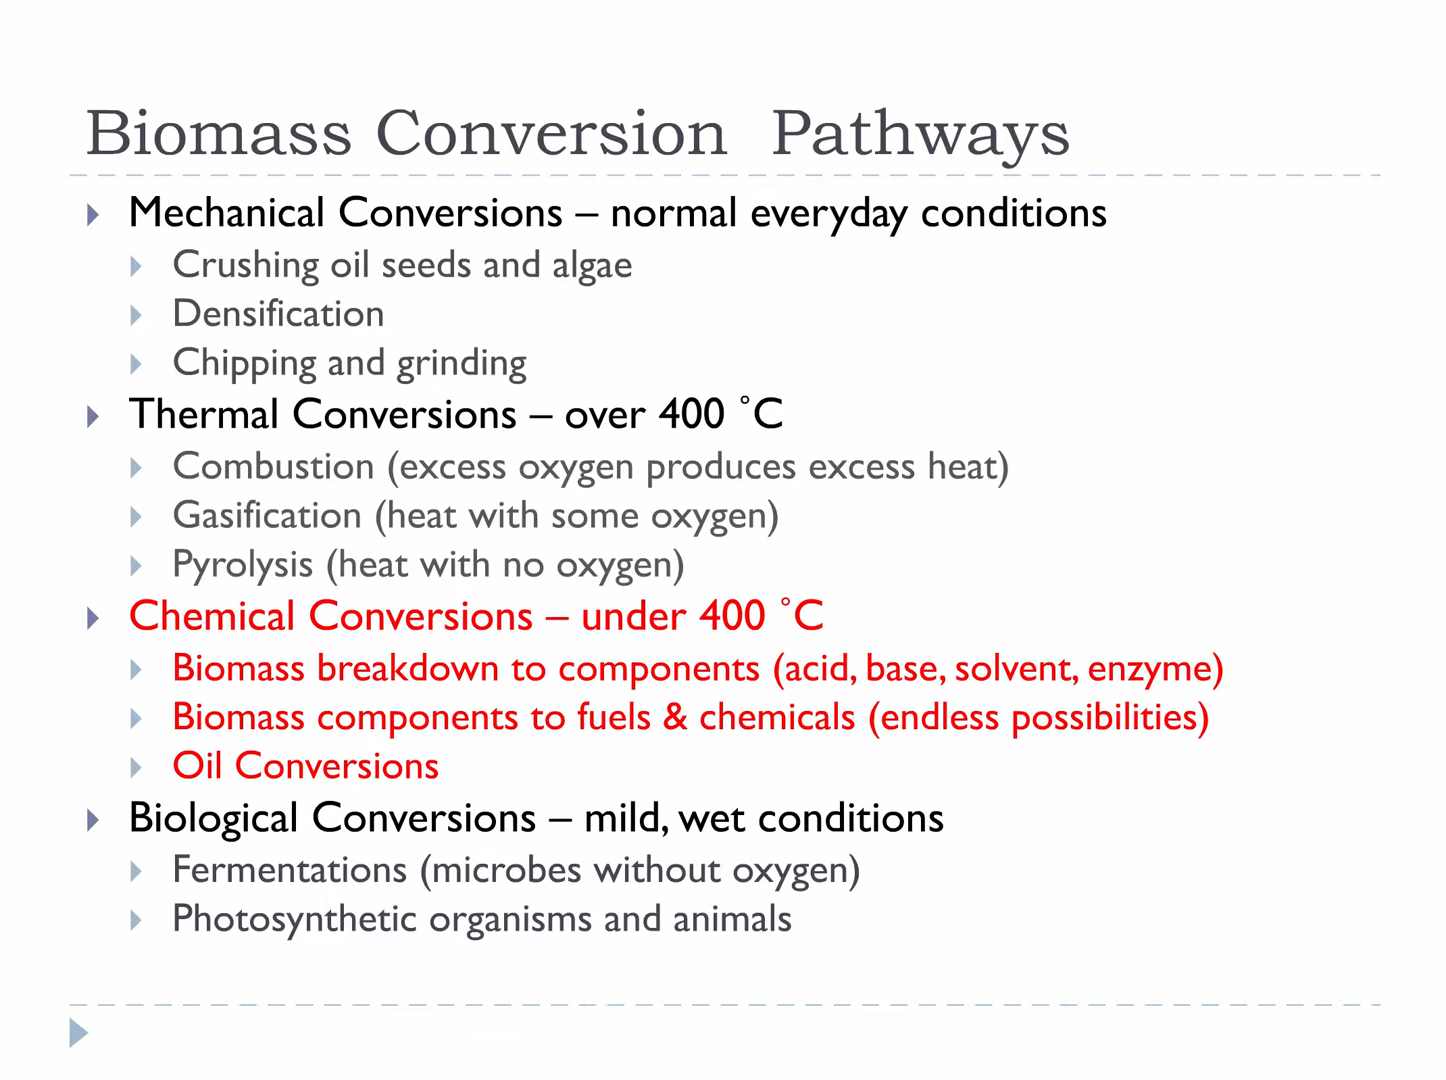 Biomass Conversion Pathways
Mechanical Conversions – normal everyday conditions
Crushing oil seeds and algae
Densification
Chipping and grinding
Thermal Conversions – over 400 ˚C
Combustion (excess oxygen produces excess heat)
Gasification (heat with some oxygen)
Pyrolysis (heat with no oxygen)
Chemical Conversions – under 400 ˚C
Biomass breakdown to components (acid, base, solvent, enzyme)
Biomass components to fuels & chemicals (endless possibilities)
Oil Conversions
Biological Conversions – mild, wet conditions
Fermentations (microbes without oxygen)
Photosynthetic organisms and animals